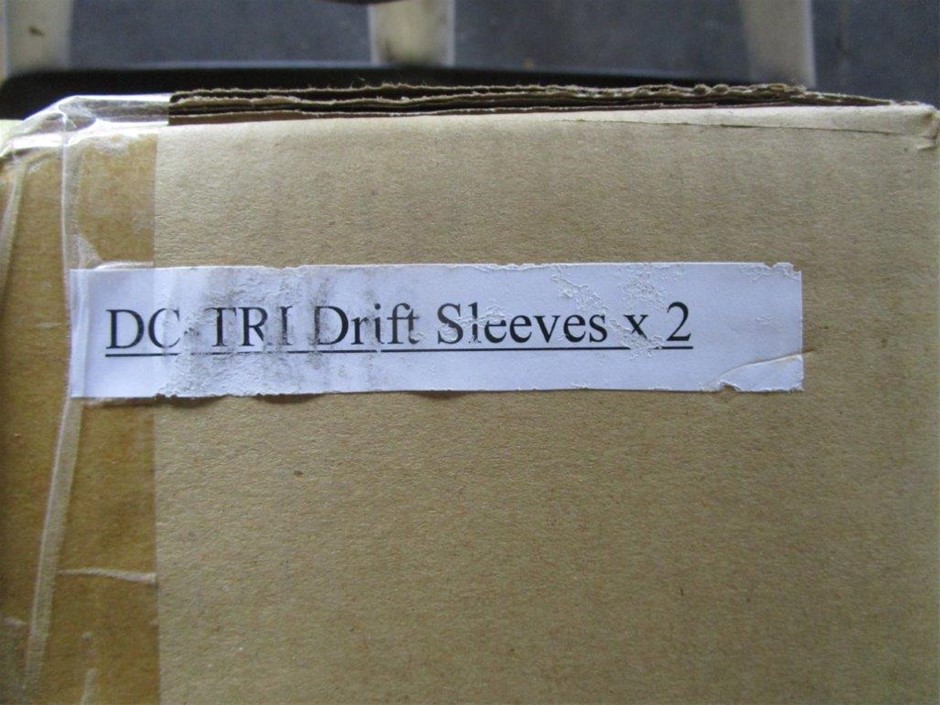 DC-TRI Drift Sleeves x 2